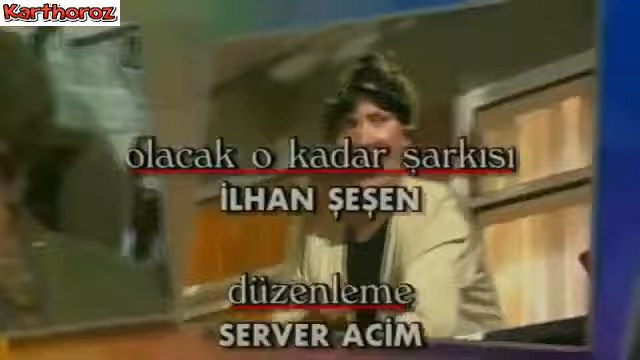 Karthoroz
olacak o kadar şarkısı
İLHAN ŞEŞEN
düzenleme
SERVER ACİM